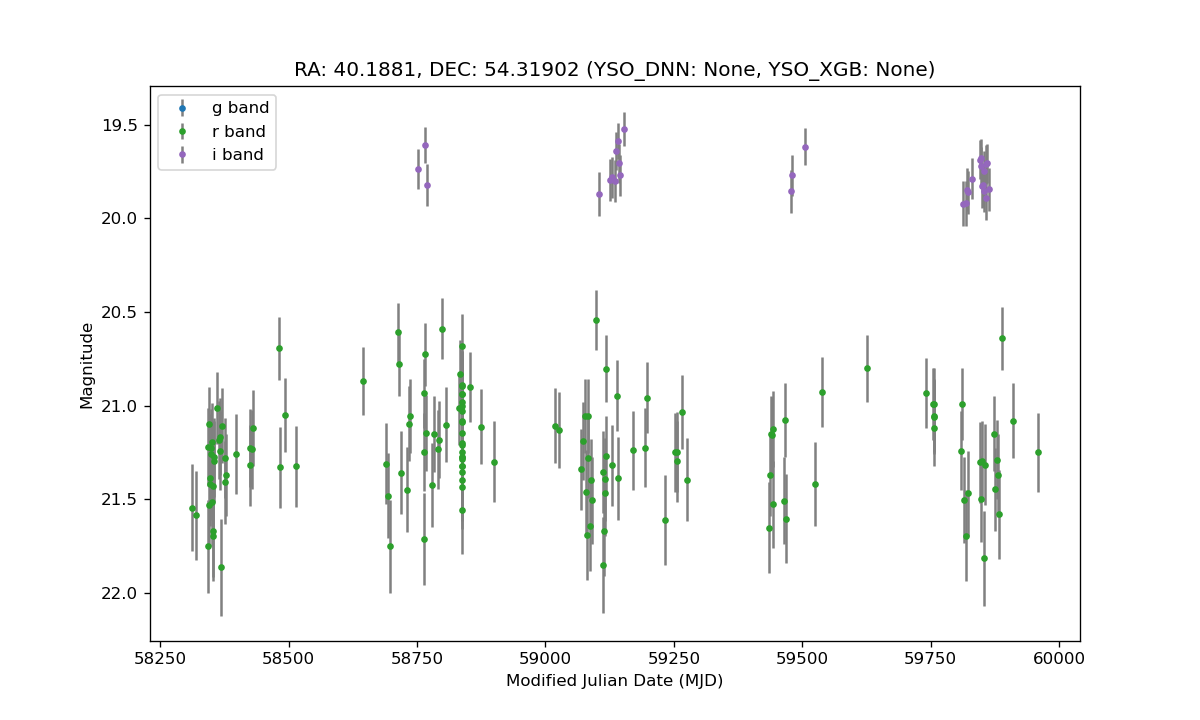 RA: 40.1881, DEC: 54.31902 (YSO_DNN: None, YSO_XGB: None)
g band
r band
i band
19.5
20.0
20.5
21.0
21.5
22.0
Magnitude
58250 58500 58750 59000 59250 59500 59750 60000
Modified Julian Date (MJD)